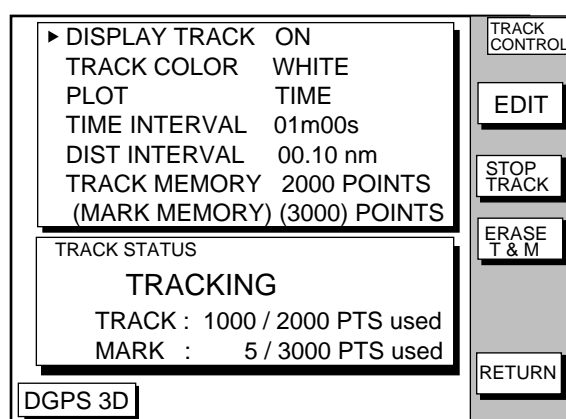 ▶ DISPLAY TRACK ON
TRACK COLOR WHITE
PLOT TIME
TIME INTERVAL 01m00s
DIST INTERVAL 00.10 nm
TRACK MEMORY 2000 POINTS
(MARK MEMORY) (3000) POINTS
TRACK STATUS
TRACKING
TRACK : 1000 / 2000 PTS used
MARK : 5 / 3000 PTS used
DGPS 3D
TRACK
CONTROL
EDIT
STOP
TRACK
ERASE
T & M
RETURN